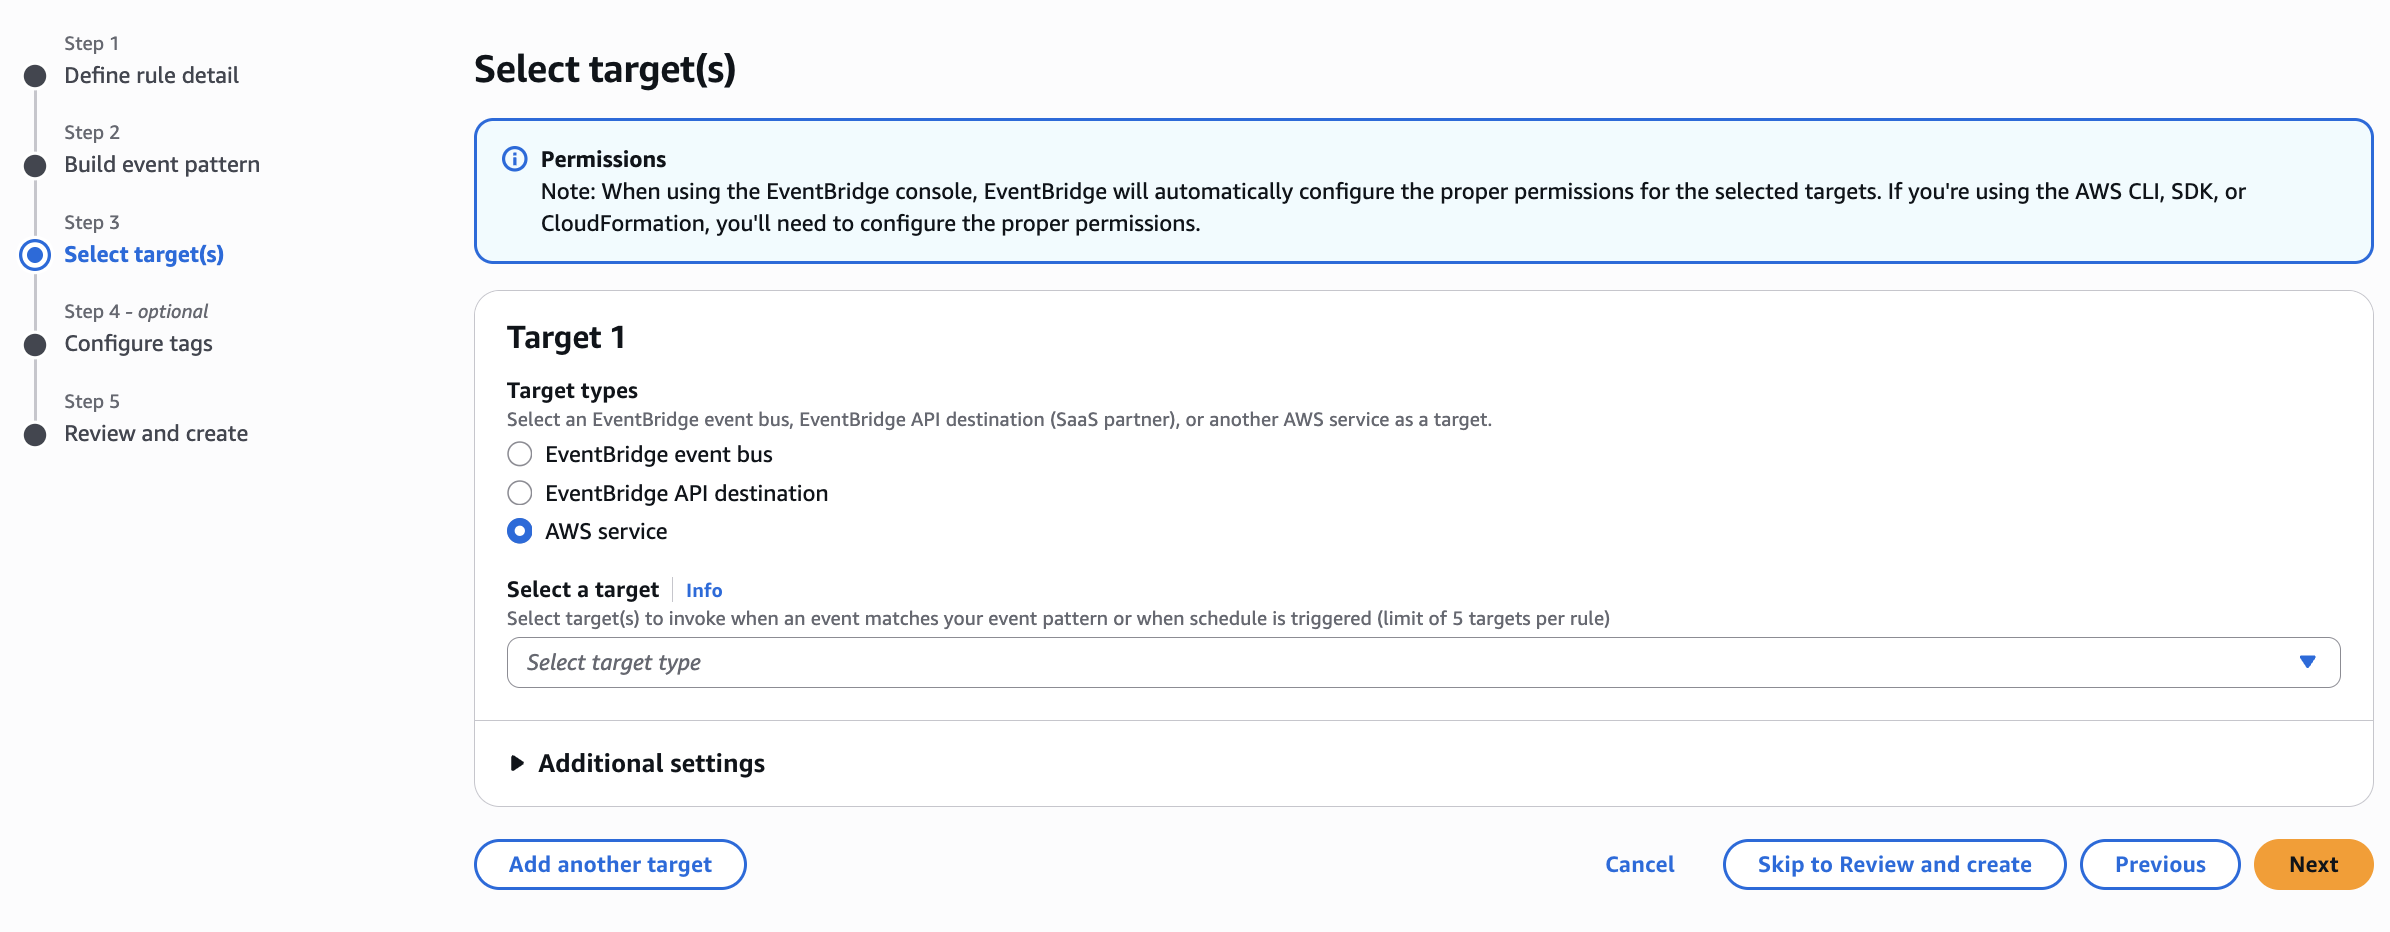 Step 1
Define rule detail
Step 2
Build event pattern
Step 3
Select target(s)
Step 4 - optional
Configure tags
Step 5
Review and create
Select target(s)
Permissions
Note: When using the EventBridge console, EventBridge will automatically configure the proper permissions for the selected targets. If you're using the AWS CLI, SDK, or
CloudFormation, you'll need to configure the proper permissions.
Target 1
Target types
Select an EventBridge event bus, EventBridge API destination (SaaS partner), or another AWS service as a target.
EventBridge event bus
EventBridge API destination
AWS service
Select a target Info
Select target(s) to invoke when an event matches your event pattern or when schedule is triggered (limit of 5 targets per rule)
Select target type
Additional settings
Add another target Cancel Skip to Review and create Previous Next